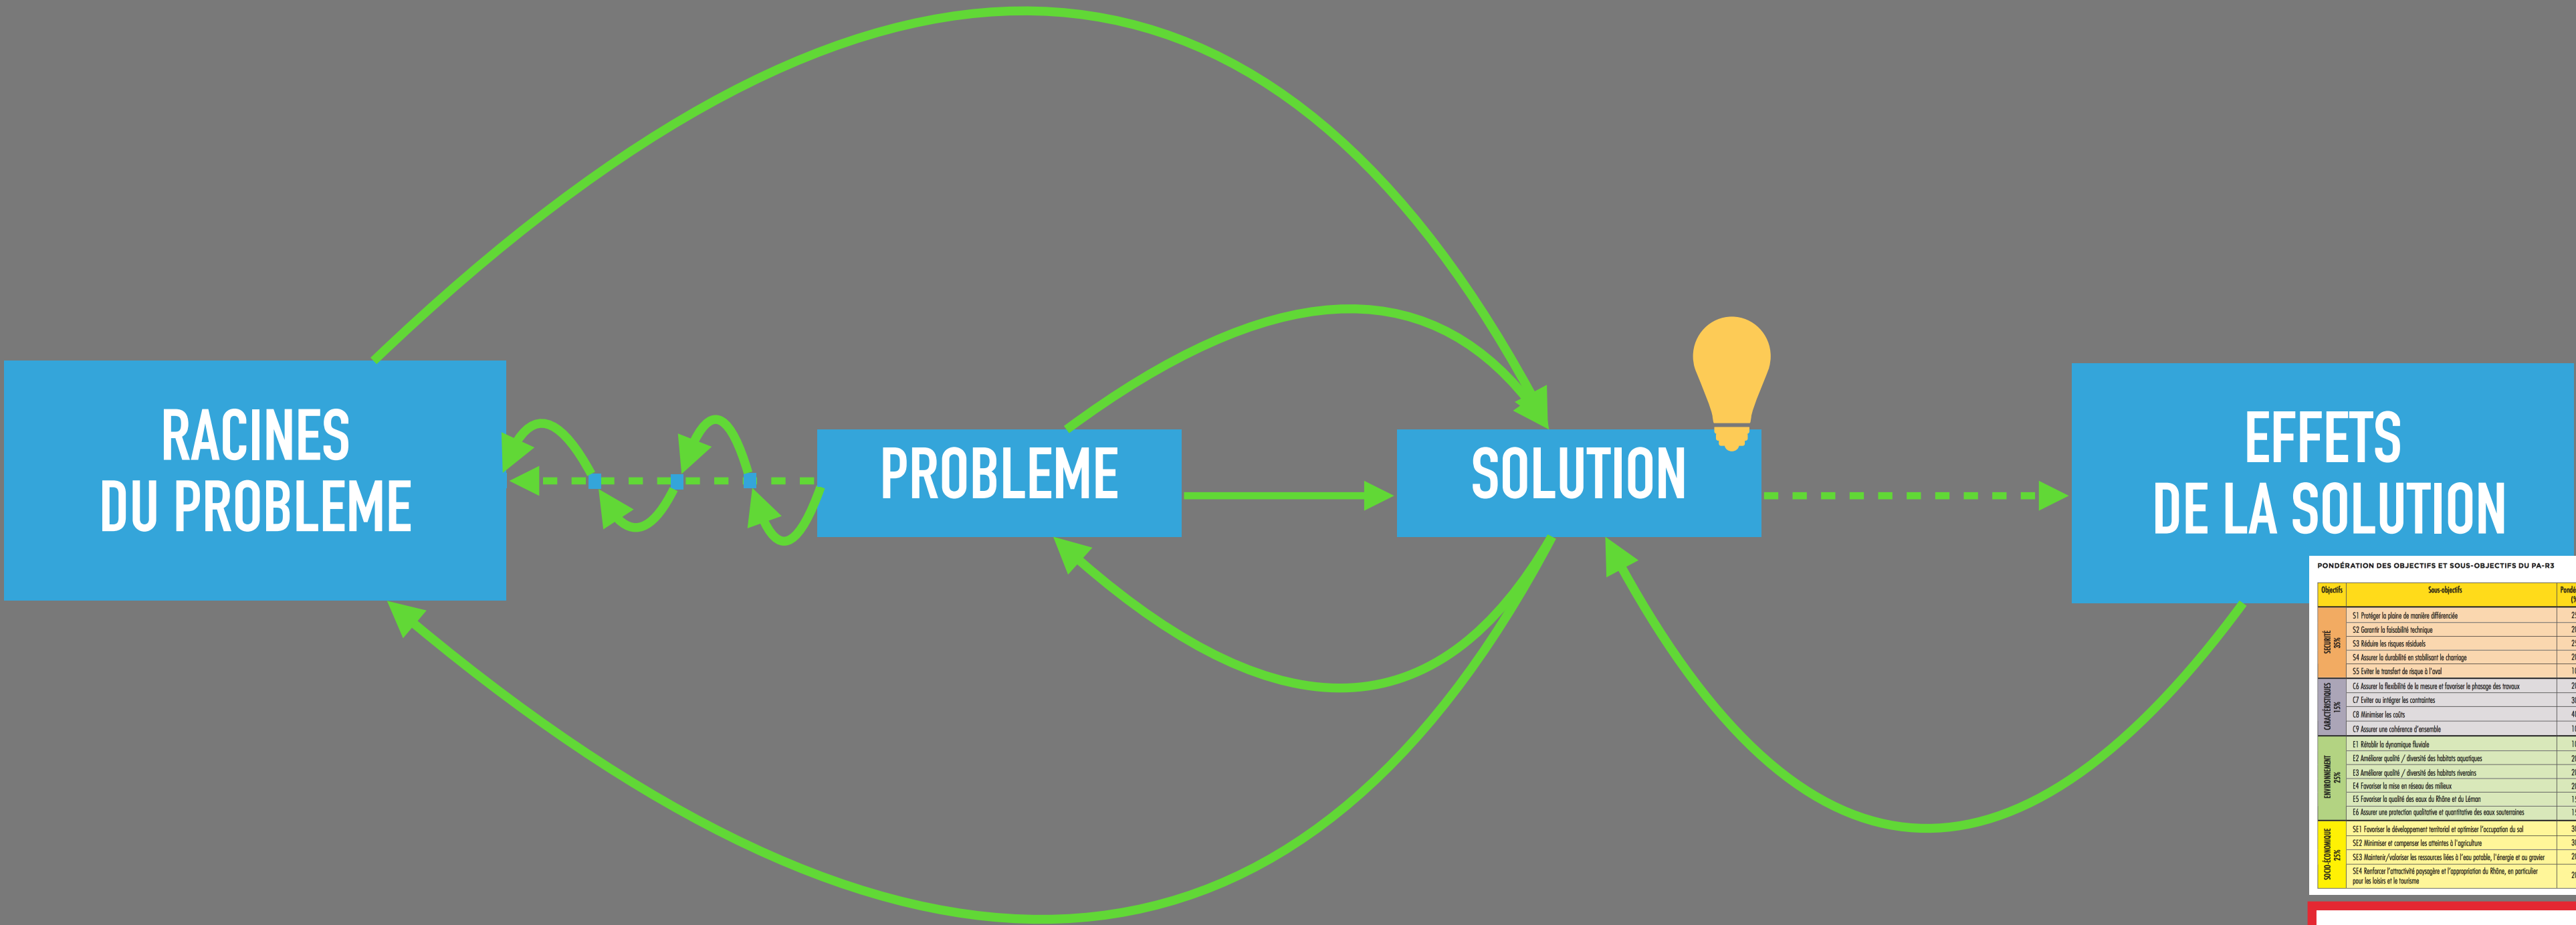 RACINES
DU PROBLEME
PROBLEME
SOLUTION
EFFETS
DE LA SOLUTION
PONDÉRATION DES OBJECTIFS ET SOUS-OBJECTIFS DU PA-R3
Objectifs Sous-objectifs
SECURITÉ
35%
S1 Protéger la plaine de manière différenciée
S2 Garantir la faisabilité technique
S3 Réduire les risques résiduels
S4 Assurer la durabilité en stabilisant le charriage
S5 Eviter le transfert de risque à l'aval
CARACTÉRISTIQUES
15%
C6 Assurer la flexibilité de la mesure et favoriser le phasage des travaux
C7 Eviter ou intégrer les contraintes
C8 Minimiser les coûts
C9 Assurer une cohérence d'ensemble
ENVIRONNEMENT
25%
E1 Rétablir la dynamique fluviale
E2 Améliorer qualité / diversité des habitats aquatiques
E3 Améliorer qualité / diversité des habitats riverains
E4 Favoriser la mise en réseau des milieux
E5 Favoriser la qualité des eaux du Rhône et du Léman
E6 Assurer une protection qualitative et quantitative des eaux souterraines
SOCIO-ÉCONOMIQUE
25%
SE1 Favoriser le développement territorial et optimiser l'occupation du sol
SE2 Minimiser et compenser les atteintes à l'agriculture
SE3 Maintenir/valoriser les ressources liées à l'eau potable, l'énergie et au gravier
SE4 Renforcer l'attractivité paysagère et l'appropriation du Rhône, en particulier
pour les loisirs et le tourisme